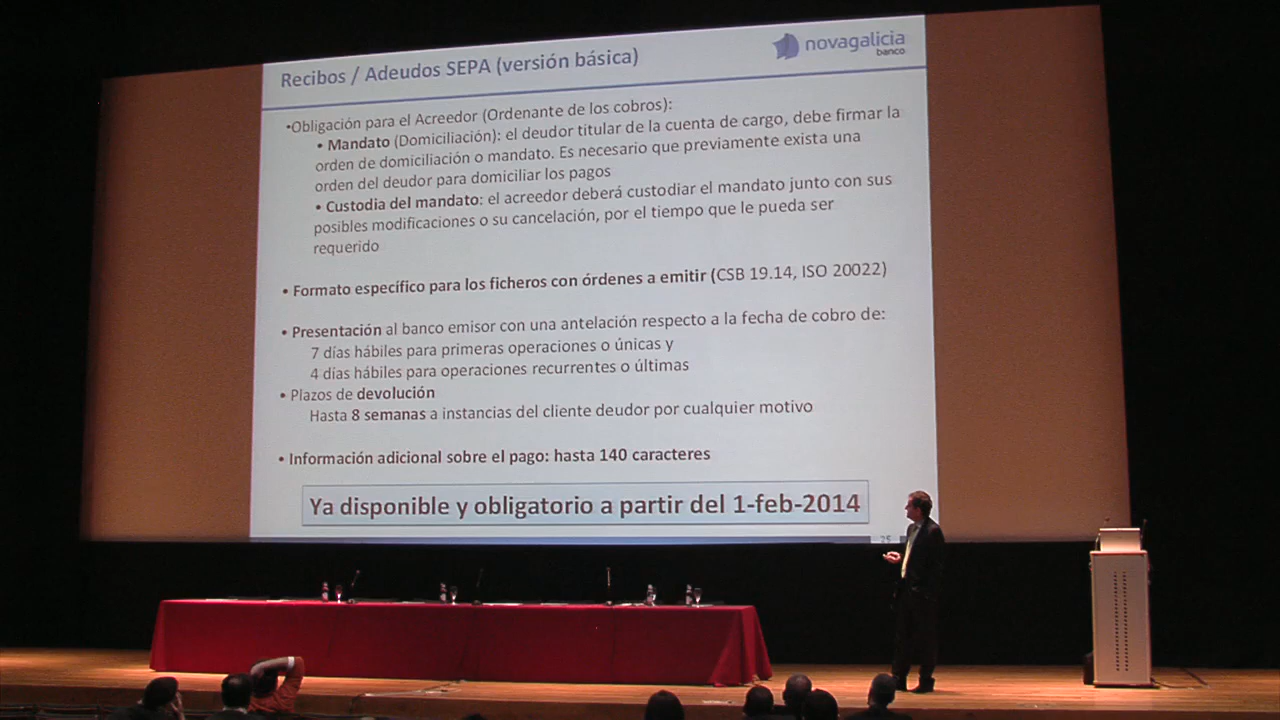 Recibos / Adeudos SEPA (versión básica)
novagalicia
banco
•Obligación para el Acreedor (Ordenante de los cobros):
• Mandato (Domiciliación): el deudor titular de la cuenta de cargo, debe firmar la
orden de domiciliación o mandato. Es necesario que previamente exista una
orden del deudor para domiciliar los pagos
• Custodia del mandato: el acreedor deberá custodiar el mandato junto con sus
posibles modificaciones o su cancelación, por el tiempo que le pueda ser
requerido
• Formato específico para los ficheros con órdenes a emitir (CSB 19.14, ISO 20022)
• Presentación al banco emisor con una antelación respecto a la fecha de cobro de:
7 días hábiles para primeras operaciones o únicas y
4 días hábiles para operaciones recurrentes o últimas
• Plazos de devolución
Hasta 8 semanas a instancias del cliente deudor por cualquier motivo
• Información adicional sobre el pago: hasta 140 caracteres
Ya disponible y obligatorio a partir del 1-feb-2014
25